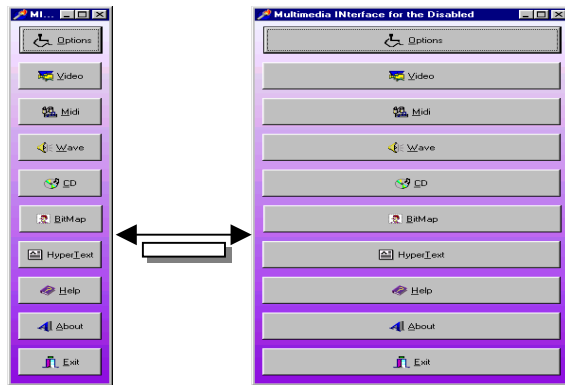 MI...
Options
Video
Midi
Wave
CD
BitMap
HyperText
Help
About
Exit
Multimedia INterface for the Disabled
Options
Video
Midi
Wave
CD
BitMap
HyperText
Help
About
Exit